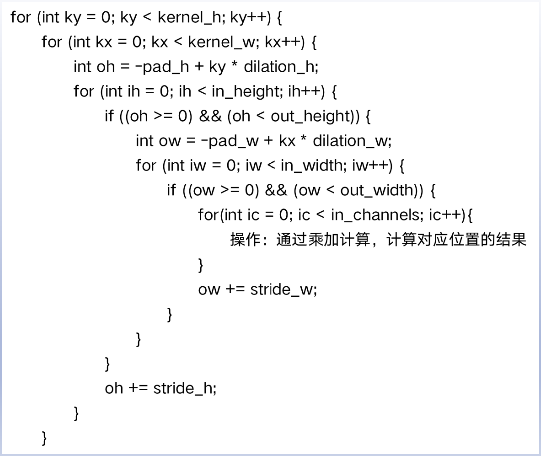 for (int ky = 0; ky < kernel_h; ky++) {
for (int kx = 0; kx < kernel_w; kx++) {
int oh = -pad_h + ky * dilation_h;
for (int ih = 0; ih < in_height; ih++) {
if ((oh >= 0) && (oh < out_height)) {
int ow = -pad_w + kx * dilation_w;
for (int iw = 0; iw < in_width; iw++) {
if ((ow >= 0) && (ow < out_width)) {
for(int ic = 0; ic < in_channels; ic++){
操作：通过乘加计算，计算对应位置的结果
}
ow += stride_w;
}
}
}
oh += stride_h;
}
}